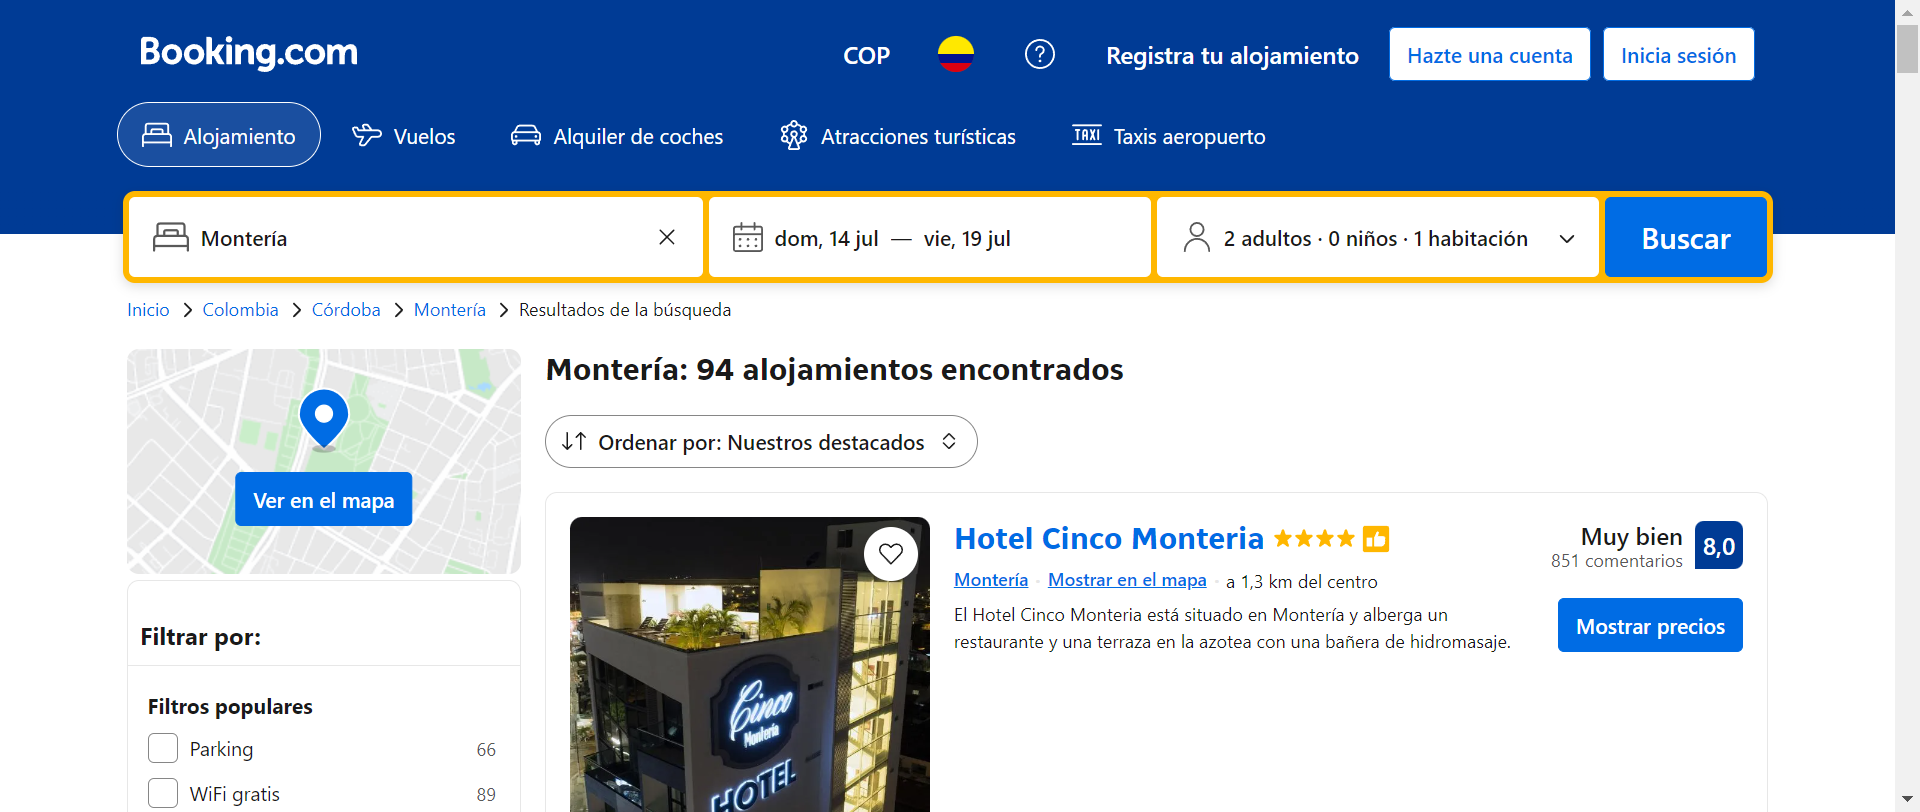 Booking.com
COP
Registra tu alojamiento
Hazte una cuenta
Inicia sesión
Alojamiento
Vuelos
Alquiler de coches
Atracciones turísticas
TAXI
Taxis aeropuerto
Montería
dom, 14 jul — vie, 19 jul
2 adultos · 0 niños · 1 habitación
Buscar
Inicio
Colombia
Córdoba
Montería
Resultados de la búsqueda
Ver en el mapa
Filtrar por:
Filtros populares
Parking 66
WiFi gratis 89
Montería: 94 alojamientos encontrados
Ordenar por: Nuestros destacados
Cinco
Montería
HOTEL
Hotel Cinco Monteria
Montería
Mostrar en el mapa
a 1,3 km del centro
El Hotel Cinco Monteria está situado en Montería y alberga un
restaurante y una terraza en la azotea con una bañera de hidromasaje.
Muy bien
851 comentarios
8,0
Mostrar precios